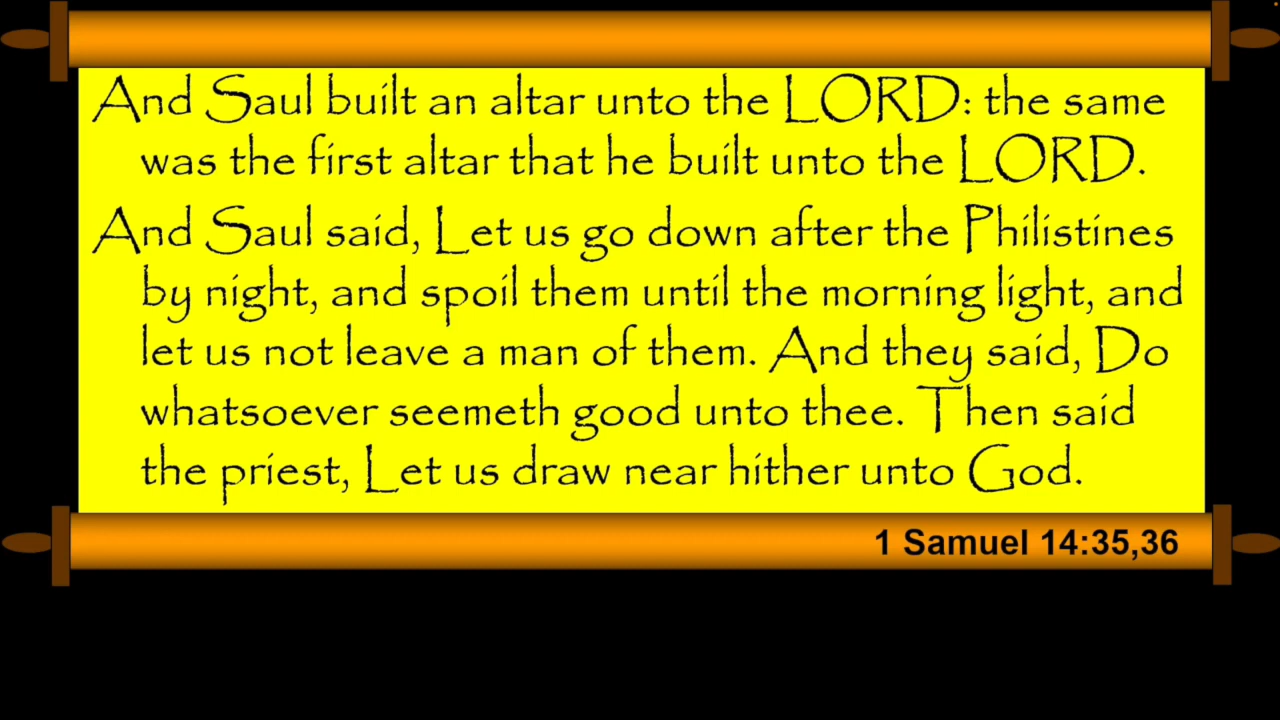 And Saul built an altar unto the LORD: the same
was the first altar that he built unto the LORD.
And Saul said, Let us go down after the Philistines
by night, and spoil them until the morning light, and
let us not leave a man of them. And they said, Do
whatsoever seemeth good unto thee. Then said
the priest, Let us draw near hither unto God.
1 Samuel 14:35,36